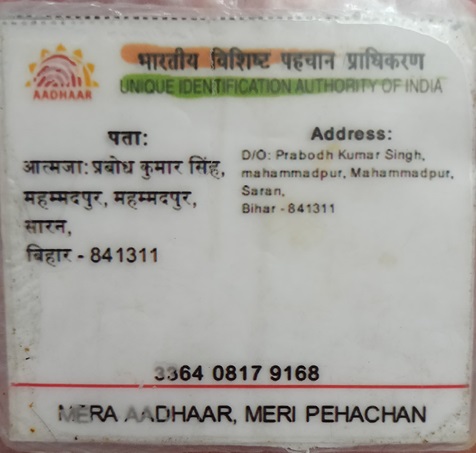 भारतीय विशिष्ट पहचान प्राधिकरण
UNIQUE IDENTIFICATION AUTHORITY OF INDIA
AADHAAR
पता:
आत्मजा: प्रबोध कुमार सिंह,
महम्मदपुर, महम्मदपुर,
सारन,
बिहार - 841311
Address:
D/O: Prabodh Kumar Singh,
mahammadpur, Mahammadpur,
Saran,
Bihar - 841311
3364 0817 9168
MERA AADHAAR, MERI PEHACHAN